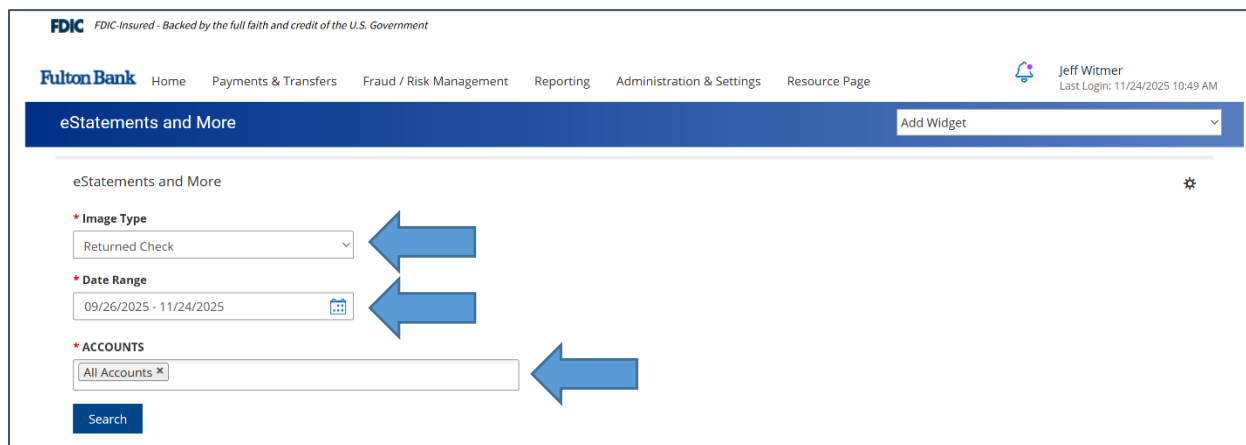 FDIC FDIC-Insured - Backed by the full faith and credit of the U.S. Government
Fulton Bank Home Payments & Transfers Fraud / Risk Management Reporting Administration & Settings Resource Page Jeff Witmer
Last Login: 11/24/2025 10:49 AM
eStatements and More Add Widget
eStatements and More
* Image Type
Returned Check
* Date Range
09/26/2025 - 11/24/2025
* ACCOUNTS
All Accounts ×
Search